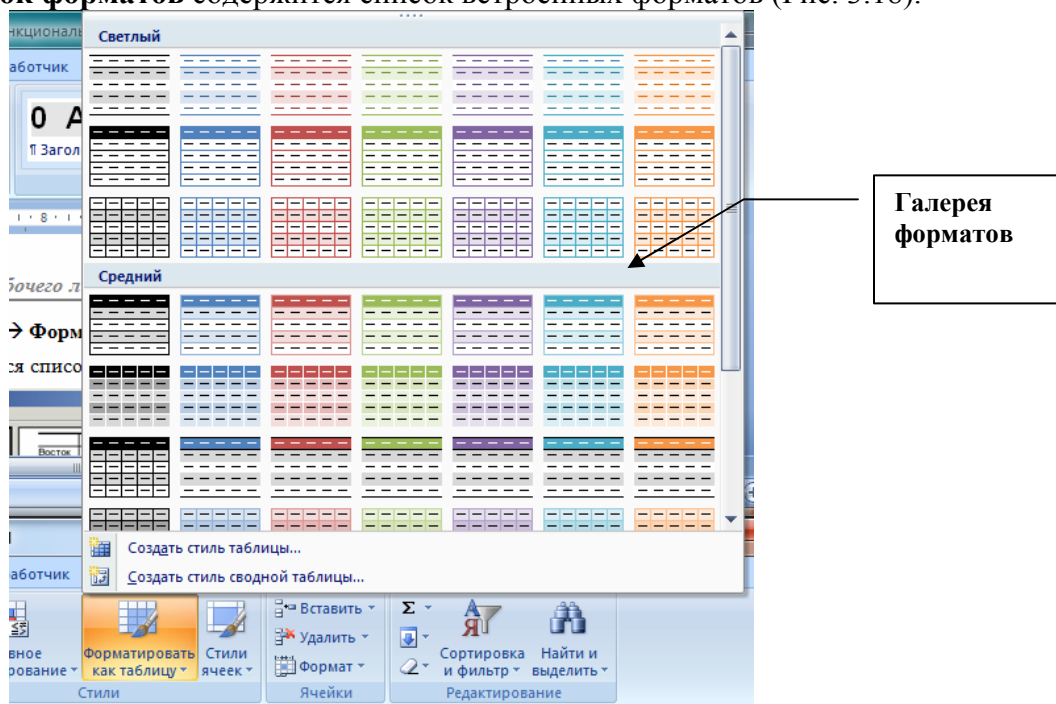 ок форматов содержится список встроенных форматов (Рис. 3.18).
нкциональ
Светлый
аботчик
0 А
¶ Загол
8
Галерея
форматов
Средний
бочего л
→ Форм
ся списо
Восток
Создать стиль таблицы...
аботчик
Создать стиль сводной таблицы...
вное
рование
Форматировать
как таблицу
Стили
ячеек
Вставить
Удалить
Формат
Σ
Сортировка
и фильтр
Найти и
выделить
Стили
Ячейки
Редактирование